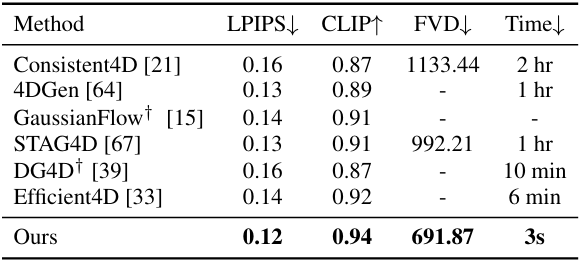 Method LPIPS↓ CLIP↑ FVD↓ Time↓
Consistent4D [21] 0.16 0.87 1133.44 2 hr
4DGen [64] 0.13 0.89 - 1 hr
GaussianFlow† [15] 0.14 0.91 - -
STAG4D [67] 0.13 0.91 992.21 1 hr
DG4D† [39] 0.16 0.87 - 10 min
Efficient4D [33] 0.14 0.92 - 6 min
Ours 0.12 0.94 691.87 3s